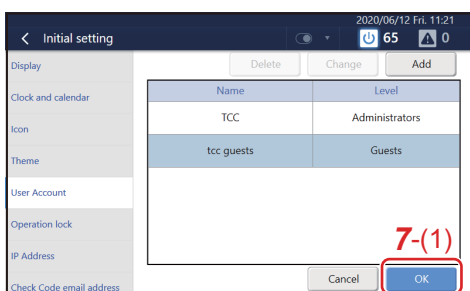 2020/06/12 Fri. 11:21
Initial setting
65
0
Display
Delete
Change
Add
Clock and calendar
Name
Level
Icon
TCC
Administrators
Theme
tcc guests
Guests
User Account
Operation lock
7-(1)
IP Address
Cancel
OK
Check Code email address